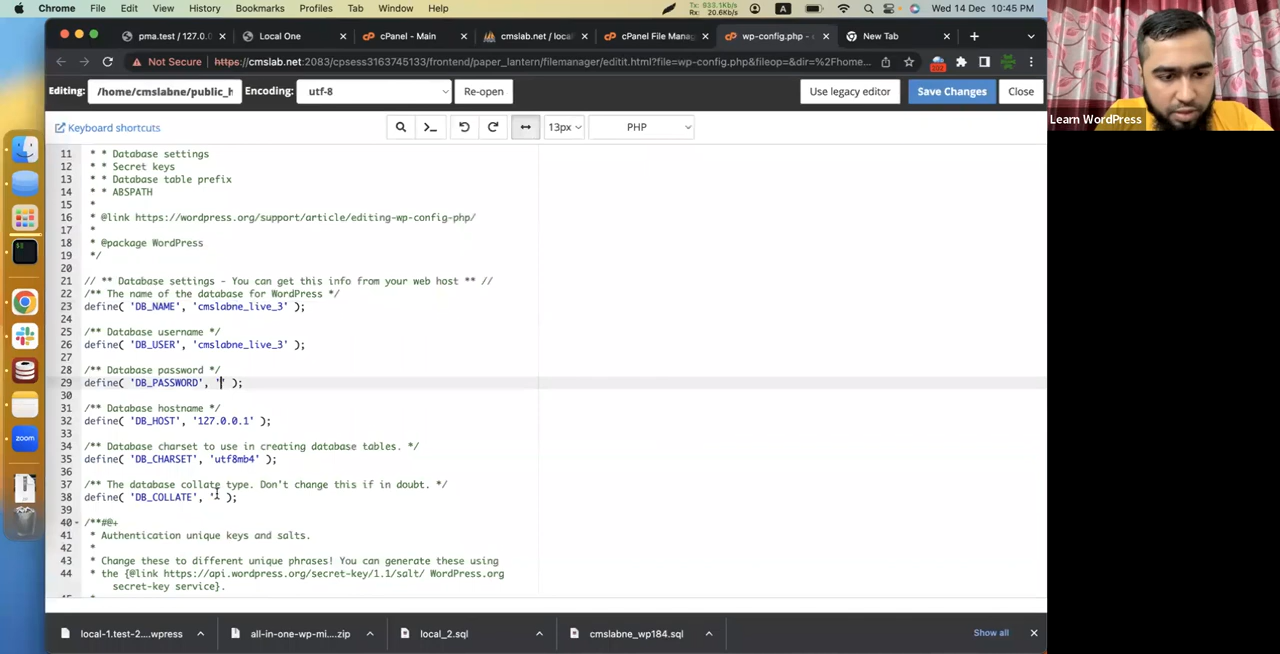 Chrome File Edit View History Bookmarks Profiles Tab Window Help
Tx: 833.1Kb/s
Rx: 20.6Kb/s
A
Wed 14 Dec 10:45 PM
pma.test / 127.0.
Local One
cPanel - Main
cmslab.net / local
cPanel File Mana
wp-config.php -
New Tab
Not Secure https://cmslab.net:2083/cpsess3163745133/frontend/paper_lantern/filemanager/editit.html?file=wp-config.php&fileop=&dir=%2Fhome...
Editing: /home/cmslabne/public_h Encoding: utf-8 Re-open Use legacy editor Save Changes Close
Keyboard shortcuts 13px PHP
11 * * Database settings
12 * * Secret keys
13 * * Database table prefix
14 * * ABSPATH
15 *
16 * @link https://wordpress.org/support/article/editing-wp-config-php/
17 *
18 * @package WordPress
19 */
20
21 // ** Database settings - You can get this info from your web host ** //
22 /** The name of the database for WordPress */
23 define( 'DB_NAME', 'cmslabne_live_3' );
24
25 /** Database username */
26 define( 'DB_USER', 'cmslabne_live_3' );
27
28 /** Database password */
29 define( 'DB_PASSWORD', '' );
30
31 /** Database hostname */
32 define( 'DB_HOST', '127.0.0.1' );
33
34 /** Database charset to use in creating database tables. */
35 define( 'DB_CHARSET', 'utf8mb4' );
36
37 /** The database collate type. Don't change this if in doubt. */
38 define( 'DB_COLLATE', '' );
39
40 /**#@+
41 * Authentication unique keys and salts.
42 *
43 * Change these to different unique phrases! You can generate these using
44 * the {@link https://api.wordpress.org/secret-key/1.1/salt/ WordPress.org
secret-key service}.
local-1.test-2....wpress
all-in-one-wp-mi....zip
local_2.sql
cmslabne_wp184.sql
Show all
zoom
Learn WordPress